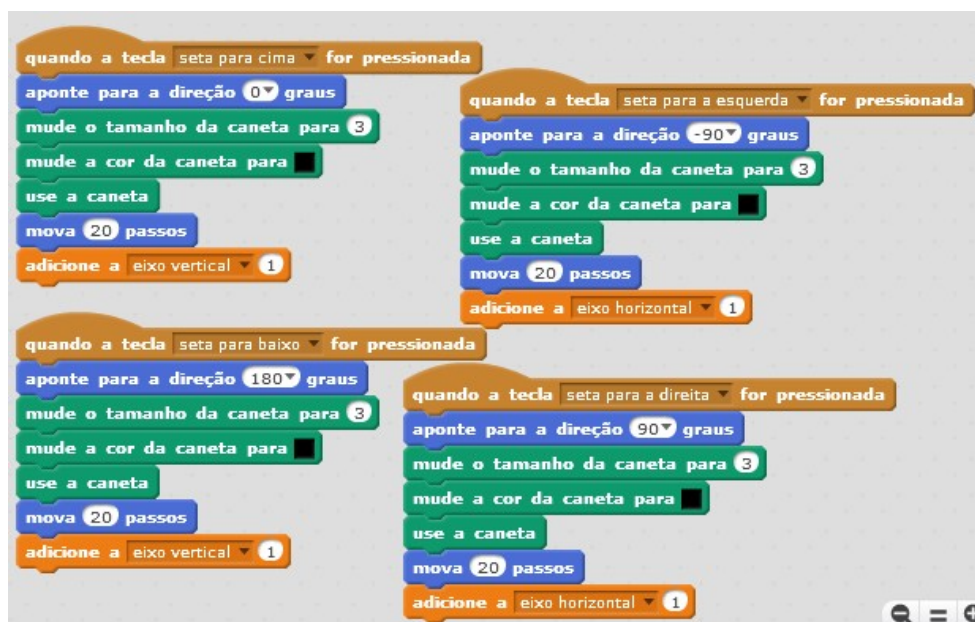 quando a tecla seta para cima for pressionada
aponte para a direção 0 graus
mude o tamanho da caneta para 3
mude a cor da caneta para
use a caneta
mova 20 passos
adicione a eixo vertical 1
quando a tecla seta para a esquerda for pressionada
aponte para a direção -90 graus
mude o tamanho da caneta para 3
mude a cor da caneta para
use a caneta
mova 20 passos
adicione a eixo horizontal 1
quando a tecla seta para baixo for pressionada
aponte para a direção 180 graus
mude o tamanho da caneta para 3
mude a cor da caneta para
use a caneta
mova 20 passos
adicione a eixo vertical 1
quando a tecla seta para a direita for pressionada
aponte para a direção 90 graus
mude o tamanho da caneta para 3
mude a cor da caneta para
use a caneta
mova 20 passos
adicione a eixo horizontal 1